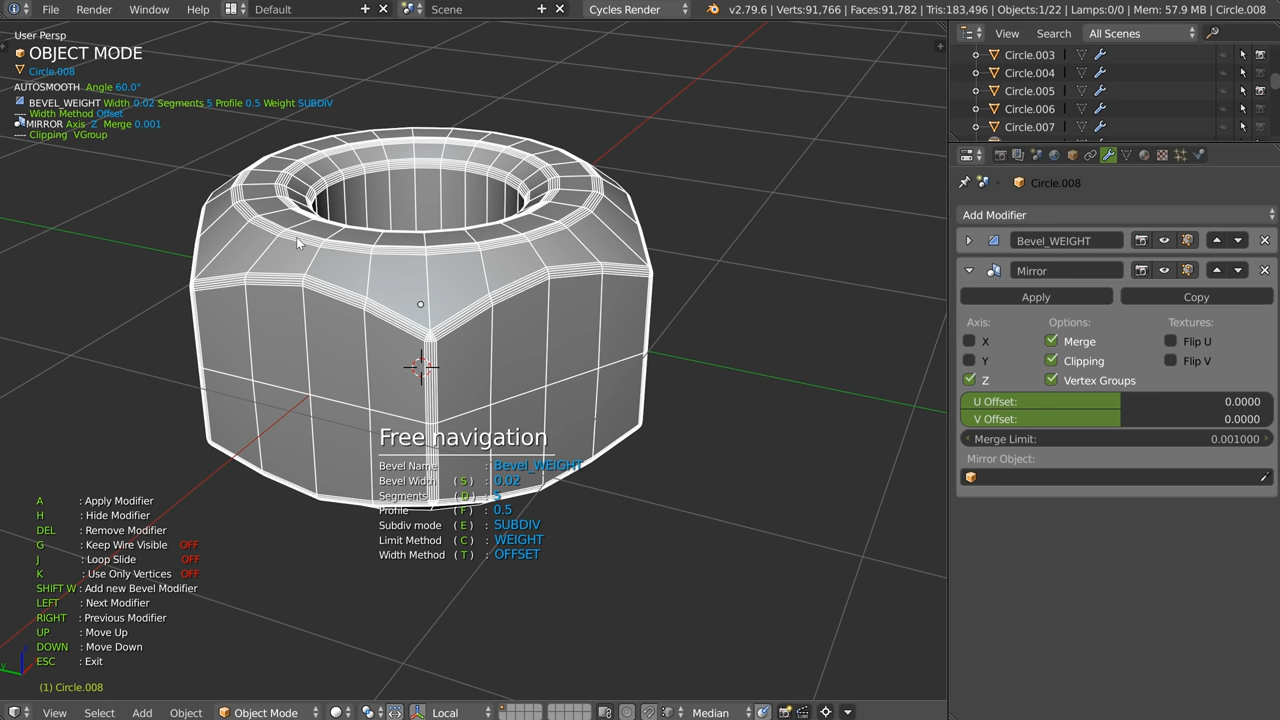 File Render Window Help Default Scene Cycles Render v2.79.6 | Verts:91,766 | Faces:91,782 | Tris:183,496 | Objects:1/22 | Lamps:0/0 | Mem: 57.9 MB | Circle.008
User Persp
OBJECT MODE
Circle.008
AUTOSMOOTH Angle 60.0°
BEVEL_WEIGHT Width 0.02 Segments 5 Profile 0.5 Weight SUBDIV
Width Method Offset
MIRROR Axis Z Merge 0.001
Clipping VGroup
Free navigation
Bevel Name : Bevel_WEIGHT
Bevel Width ( S ) : 0.02
Segments ( D ) : 5
Profile ( F ) : 0.5
Subdiv mode ( E ) : SUBDIV
Limit Method ( C ) : WEIGHT
Width Method ( T ) : OFFSET
A : Apply Modifier
H : Hide Modifier
DEL : Remove Modifier
G : Keep Wire Visible OFF
J : Loop Slide OFF
K : Use Only Vertices OFF
SHIFT W : Add new Bevel Modifier
LEFT : Next Modifier
RIGHT : Previous Modifier
UP : Move Up
DOWN : Move Down
ESC : Exit
(1) Circle.008
View Select Add Object Object Mode Local Median
View Search All Scenes
Circle.003
Circle.004
Circle.005
Circle.006
Circle.007
Circle.008
Add Modifier
Bevel_WEIGHT
Mirror
Apply Copy
Axis: Options: Textures:
X Merge Flip U
Y Clipping Flip V
Z Vertex Groups
U Offset: 0.0000
V Offset: 0.0000
Merge Limit: 0.001000
Mirror Object: